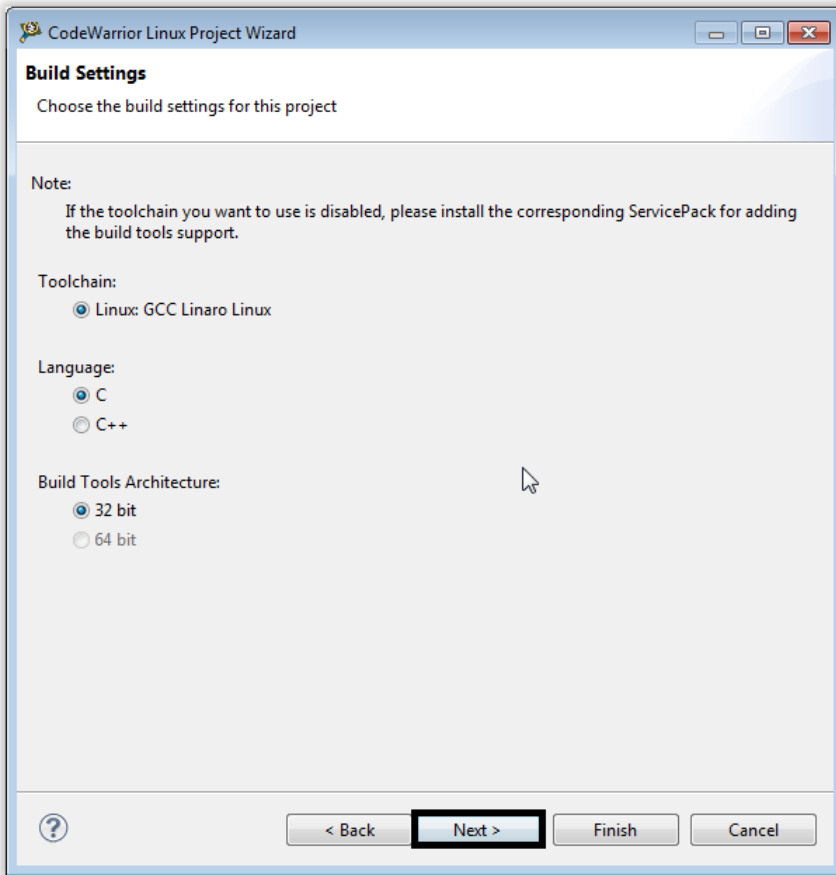 CodeWarrior Linux Project Wizard
Build Settings
Choose the build settings for this project
Note:
If the toolchain you want to use is disabled, please install the corresponding ServicePack for adding
the build tools support.
Toolchain:
Linux: GCC Linaro Linux
Language:
C
C++
Build Tools Architecture:
32 bit
64 bit
?
< Back Next > Finish Cancel